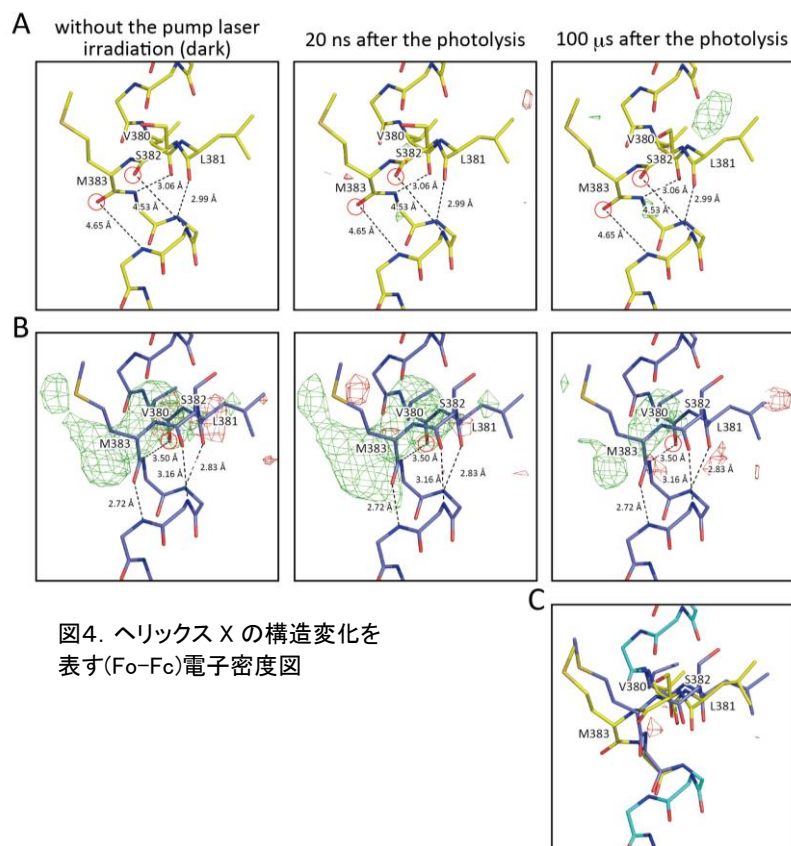 A
without the pump laser
irradiation (dark)
20 ns after the photolysis
100 μs after the photolysis
V380
S382
L381
M383
3.06 Å
4.53 Å
2.99 Å
4.65 Å
V380
S382
L381
M383
3.06 Å
4.53 Å
2.99 Å
4.65 Å
V380
S382
L381
M383
3.06 Å
4.53 Å
2.99 Å
4.65 Å
B
S382
V380
L381
M383
3.50 Å
3.16 Å
2.83 Å
2.72 Å
S382
V380
L381
M383
3.50 Å
3.16 Å
2.83 Å
2.72 Å
S382
V380
L381
M383
3.50 Å
3.16 Å
2.83 Å
2.72 Å
図4. ヘリックス X の構造変化を
表す(Fo-Fc)電子密度図
C
V380
S382
L381
M383